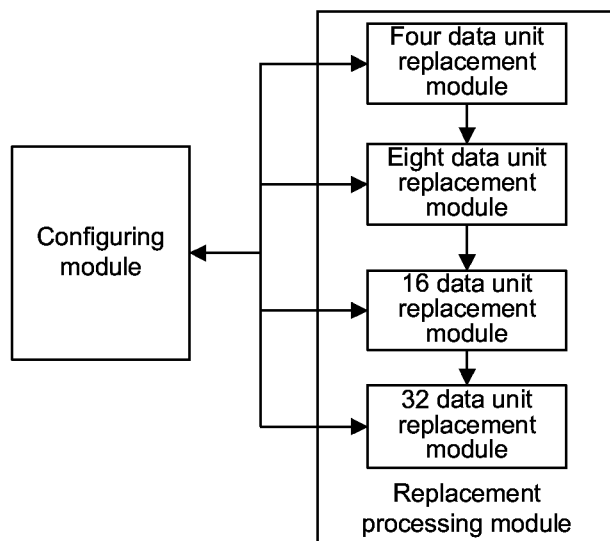 Four data unit
replacement
module
Eight data unit
replacement
module
Configuring
module
16 data unit
replacement
module
32 data unit
replacement
module
Replacement
processing module